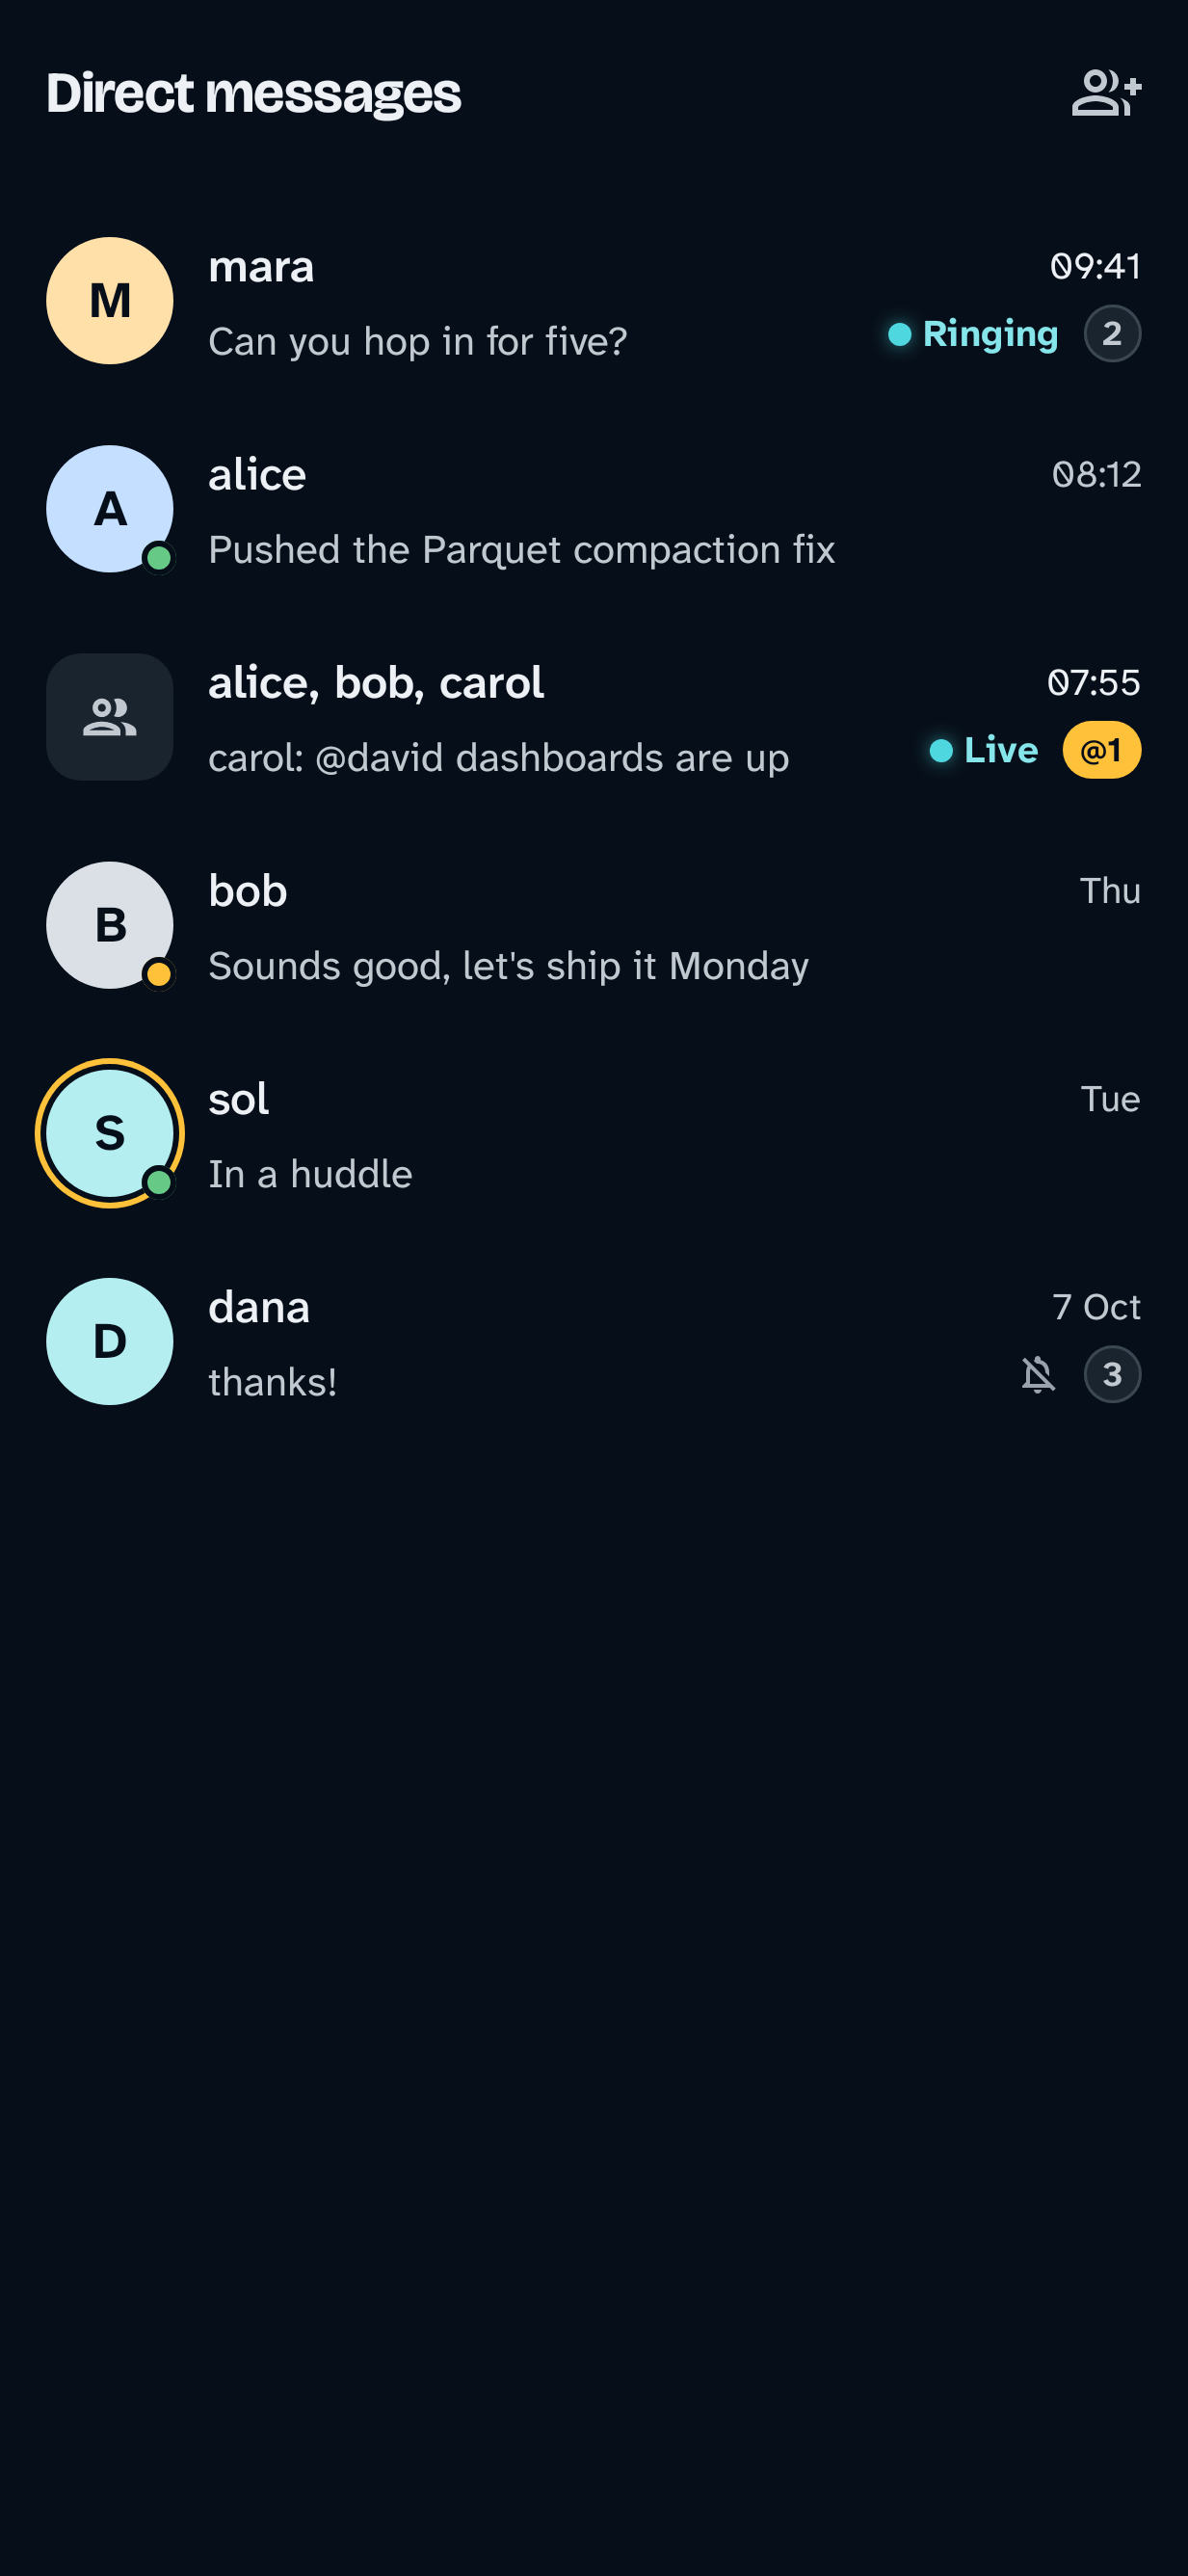 Direct messages
M
mara
09:41
Can you hop in for five?
Ringing
2
A
alice
08:12
Pushed the Parquet compaction fix
alice, bob, carol
07:55
carol: @david dashboards are up
Live
@1
B
bob
Thu
Sounds good, let's ship it Monday
S
sol
Tue
In a huddle
D
dana
7 Oct
thanks!
3